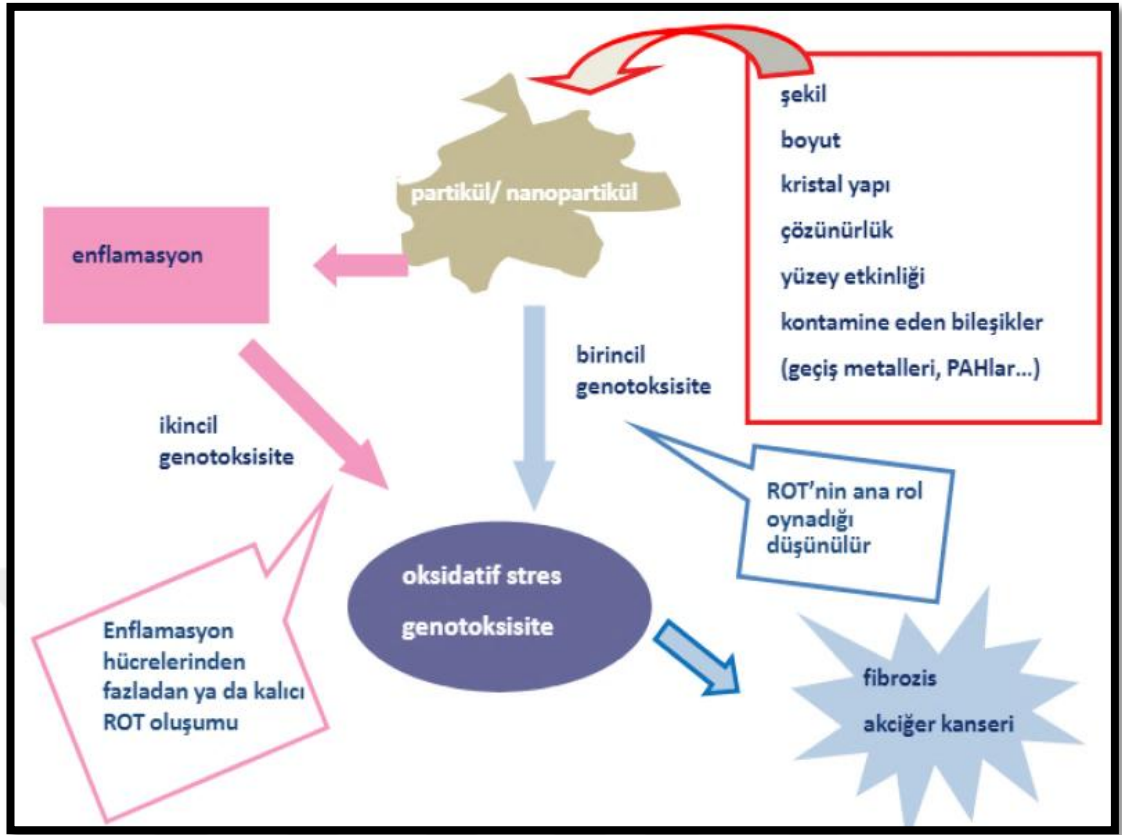 şekil
boyut
kristal yapı
çözünürlük
yüzey etkinliği
kontamine eden bileşikler
(geçiş metalleri, PAHlar...)
partikül/ nanopartikül
enflamasyon
birincil
genotoksisite
ikincil
genotoksisite
ROT'nin ana rol
oynadığı
düşünülür
oksidatif stres
genotoksisite
Enflamasyon
hücrelerinden
fazladan ya da kalıcı
ROT oluşumu
fibrozis
akciğer kanseri